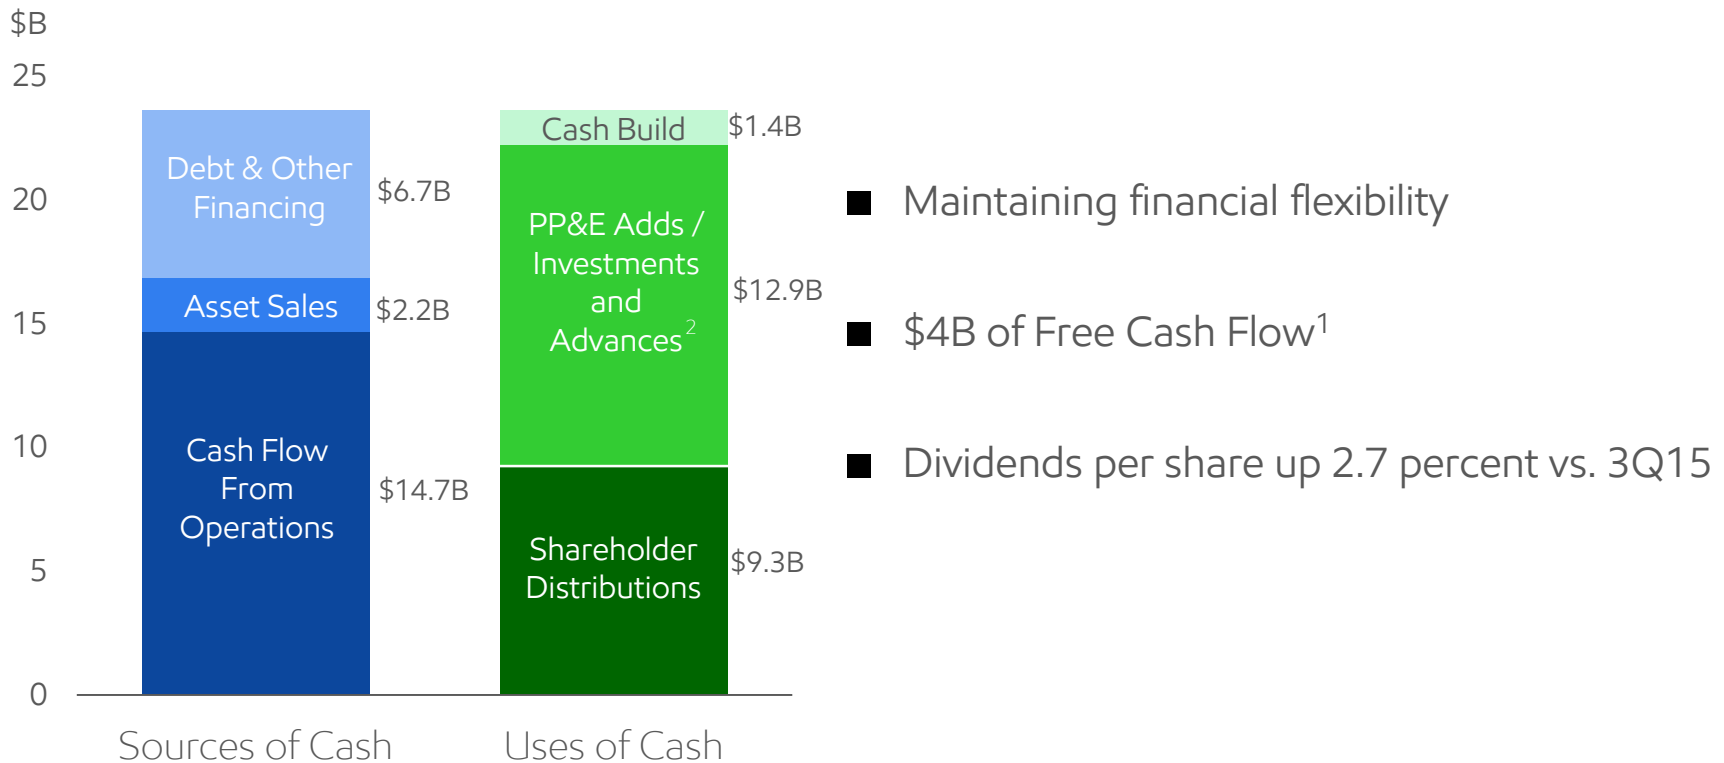 $B
25
20
15
10
5
0
Debt & Other
Financing
$6.7B
Asset Sales
$2.2B
Cash Flow
From
Operations
$14.7B
Cash Build
$1.4B
PP&E Adds /
Investments
and
Advances 2
$12.9B
Shareholder
Distributions
$9.3B
Sources of Cash
Uses of Cash
■ Maintaining financial flexibility
■ $4B of Free Cash Flow1
■ Dividends per share up 2.7 percent vs. 3Q15